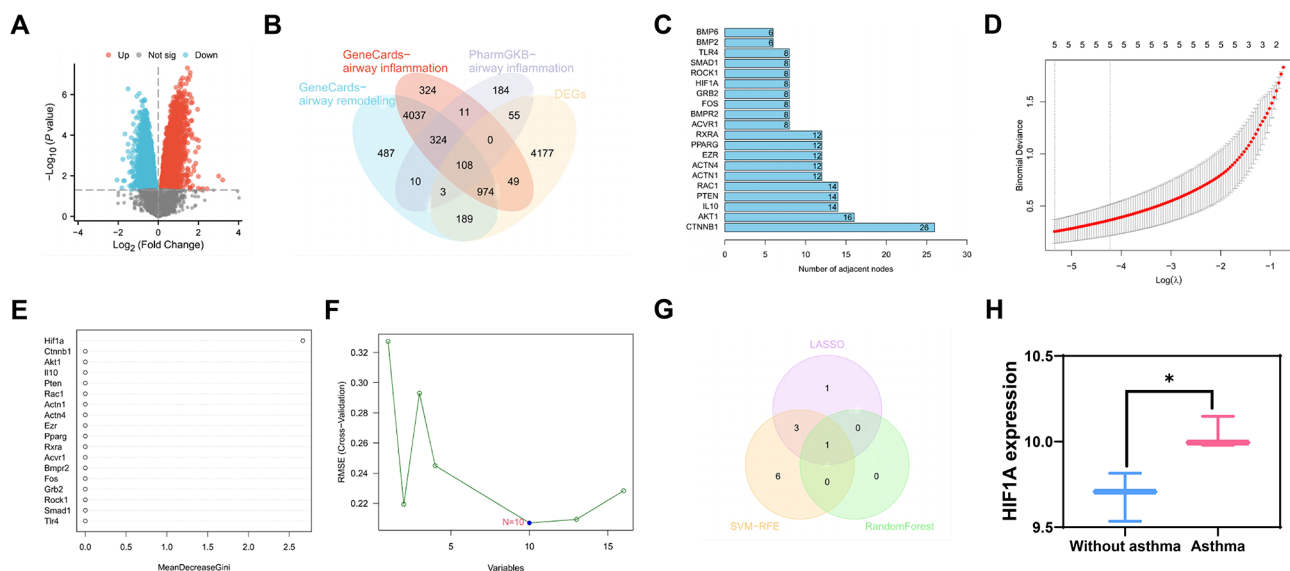 A
Up
Not sig
Down
−Log10 (P value)
6
4
2
0
−4
−2
0
2
4
Log2 (Fold Change)
B
GeneCards−
airway inflammation
PharmGKB−
airway inflammation
GeneCards−
airway remodeling
DEGs
324
184
4037
11
55
324
0
487
4177
108
10
3
974
49
189
C
BMP6
6
BMP2
6
TLR4
8
SMAD1
8
ROCK1
8
HIF1A
8
GRB2
8
FOS
8
BMPR2
8
ACVR1
8
RXRA
12
PPARG
12
EZR
12
ACTN4
12
ACTN1
12
RAC1
14
PTEN
14
IL10
14
AKT1
16
CTNNB1
26
0
5
10
15
20
25
30
Number of adjacent nodes
D
5 5 5 5 5 5 5 5 5 5 5 5 3 3 2
Binomial Deviance
1.5
1.0
0.5
−5
−4
−3
−2
−1
Log(λ)
E
Hif1a
Ctnnb1
Akt1
Il10
Pten
Rac1
Actn1
Actn4
Ezr
Pparg
Rxra
Acvr1
Bmpr2
Fos
Grb2
Rock1
Smad1
Tlr4
0.0
0.5
1.0
1.5
2.0
2.5
MeanDecreaseGini
F
RMSE (Cross−Validation)
0.32
0.30
0.28
0.26
0.24
0.22
N=10
5
10
15
Variables
G
LASSO
1
3
0
1
6
0
0
SVM−RFE
RandomForest
H
HIF1A expression
10.5
10.0
9.5
*
Without asthma
Asthma